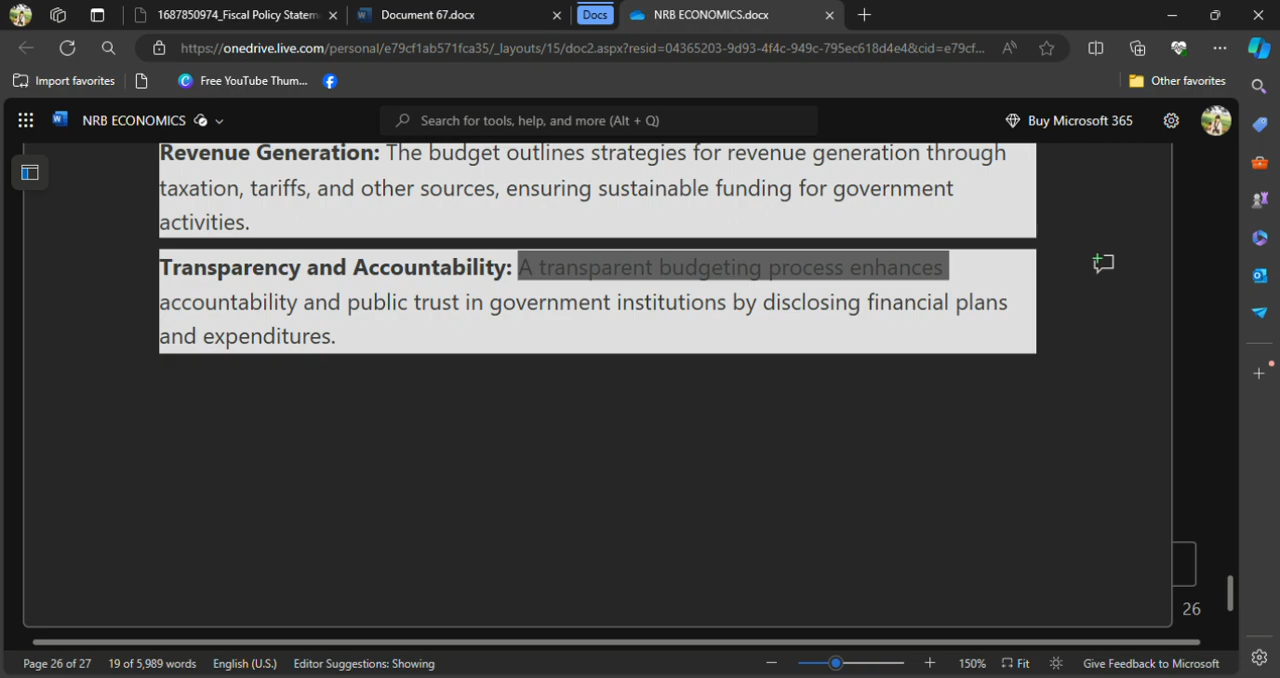 1687850974_Fiscal Policy Statem
Document 67.docx
Docs
NRB ECONOMICS.docx
https://onedrive.live.com/personal/e79cf1ab571fca35/_layouts/15/doc2.aspx?resid=04365203-9d93-4f4c-949c-795ec618d4e4&cid=e79cf...
Import favorites
Free YouTube Thum...
Other favorites
NRB ECONOMICS
Search for tools, help, and more (Alt + Q)
Buy Microsoft 365
Revenue Generation: The budget outlines strategies for revenue generation through
taxation, tariffs, and other sources, ensuring sustainable funding for government
activities.
Transparency and Accountability: A transparent budgeting process enhances
accountability and public trust in government institutions by disclosing financial plans
and expenditures.
26
Page 26 of 27
19 of 5,989 words
English (U.S.)
Editor Suggestions: Showing
150%
Fit
Give Feedback to Microsoft